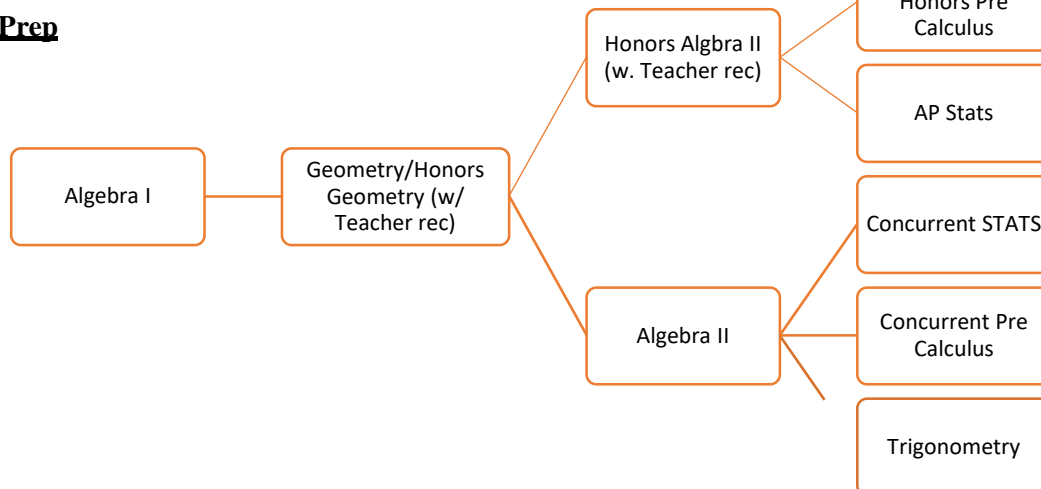 Prep
Honors Pre
Calculus
Honors Algbra II
(w. Teacher rec)
AP Stats
Algebra I
Geometry/Honors
Geometry (w/
Teacher rec)
Concurrent STATS
Algebra II
Concurrent Pre
Calculus
Trigonometry